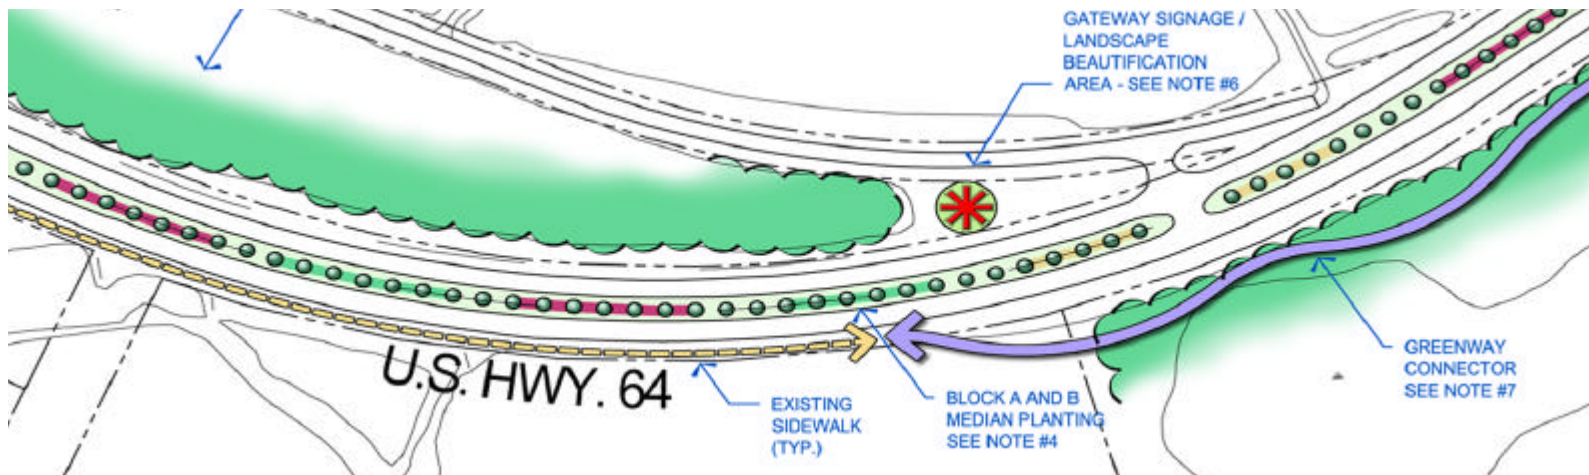 GATEWAY SIGNAGE /
LANDSCAPE
BEAUTIFICATION
AREA - SEE NOTE #6
U.S. HWY. 64
EXISTING
SIDEWALK
(TYP.)
BLOCK A AND B
MEDIAN PLANTING
SEE NOTE #4
GREENWAY
CONNECTOR
SEE NOTE #7